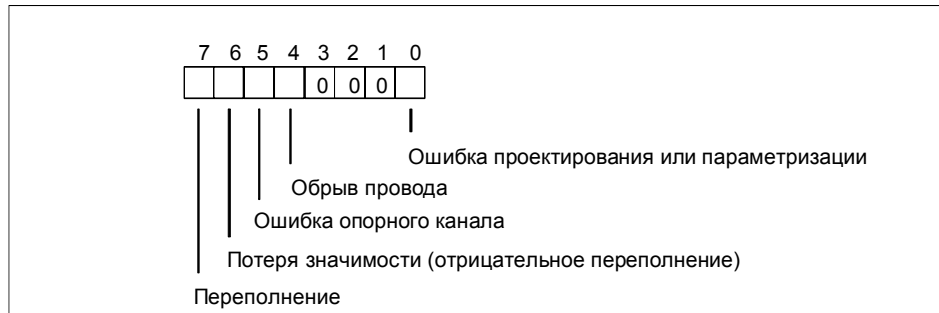 7 6 5 4 3 2 1 0
0 0 0
Ошибка проектирования или параметризации
Обрыв провода
Ошибка опорного канала
Потеря значимости (отрицательное переполнение)
Переполнение